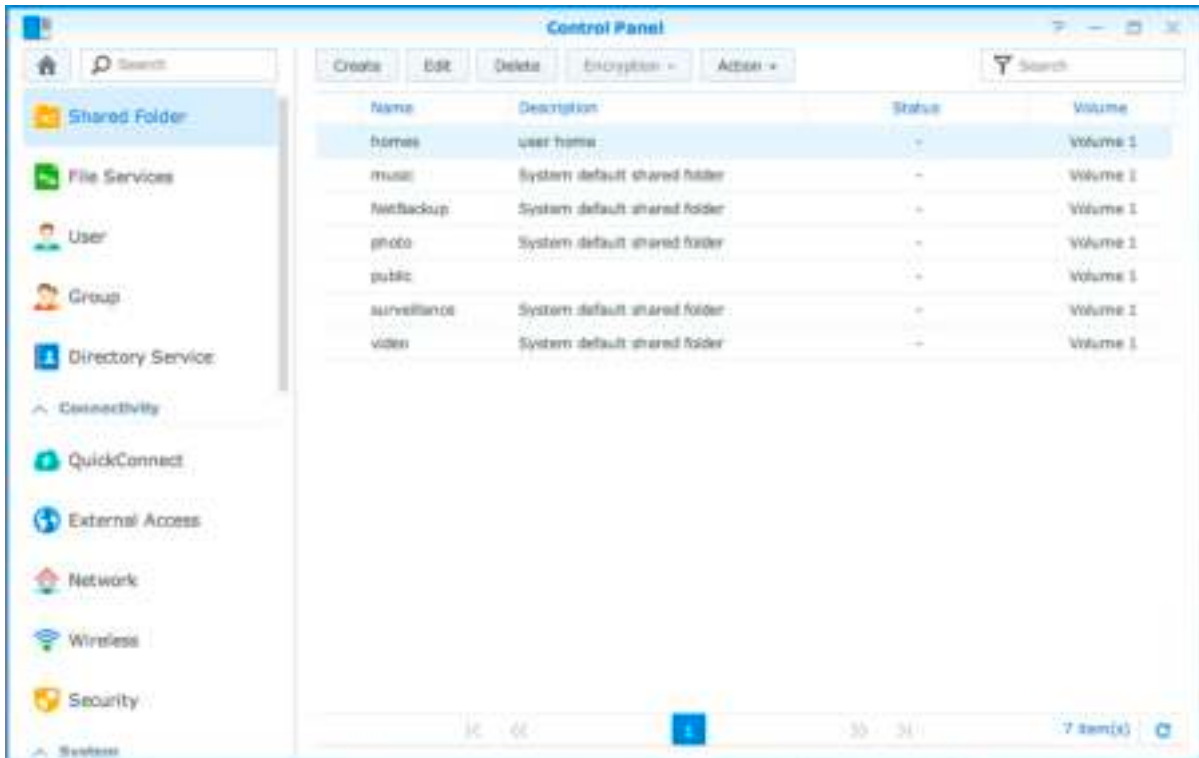 Control Panel
Search
Create Edit Delete Encryption Action
Search
Shared Folder
File Services
User
Group
Directory Service
Connectivity
QuickConnect
External Access
Network
Wireless
Security
System
Name Description Status Volume
homes user home - Volume 1
music System default shared folder - Volume 1
NetBackup System default shared folder - Volume 1
photo System default shared folder - Volume 1
public - Volume 1
surveillance System default shared folder - Volume 1
video System default shared folder - Volume 1
1
7 item(s)